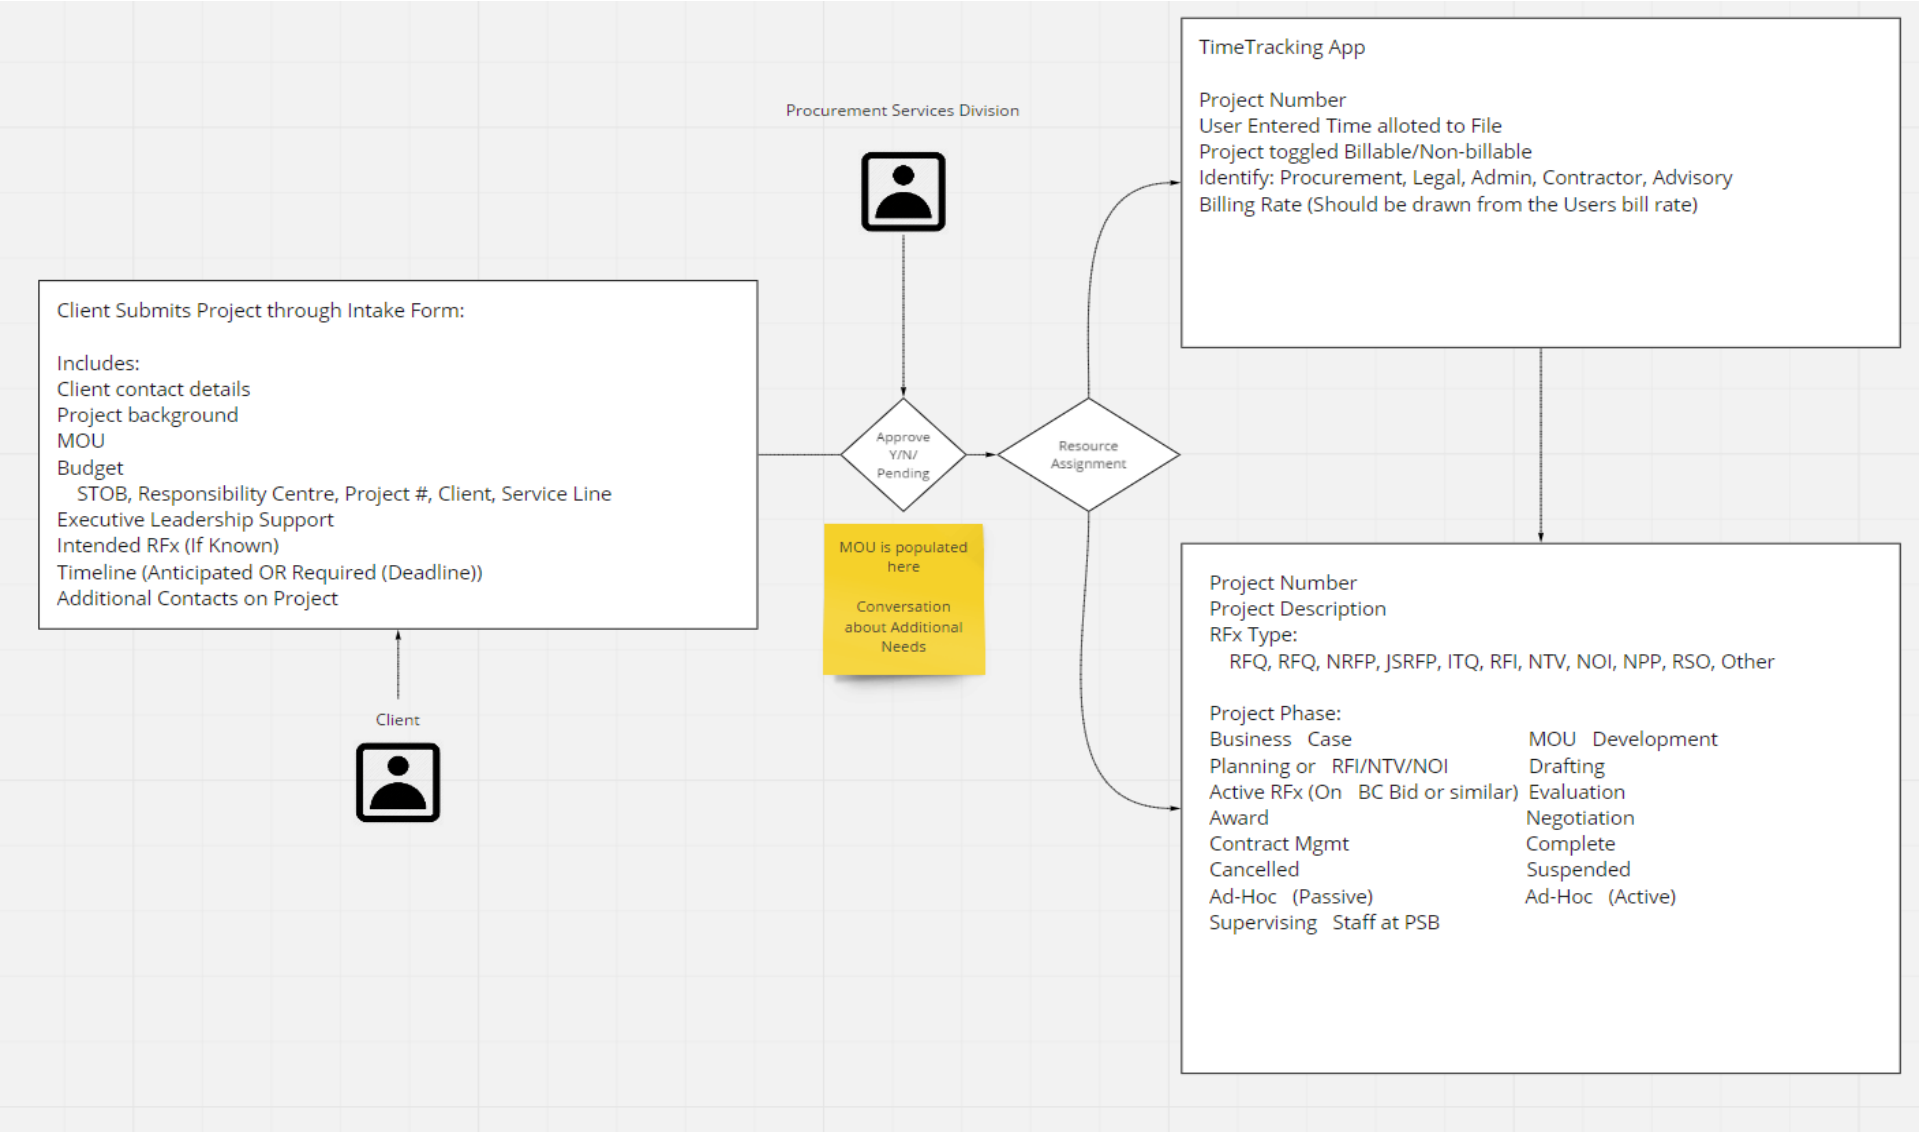 Client Submits Project through Intake Form:
Includes:
Client contact details
Project background
MOU
Budget
STOB, Responsibility Centre, Project #, Client, Service Line
Executive Leadership Support
Intended RFx (If Known)
Timeline (Anticipated OR Required (Deadline))
Additional Contacts on Project
Client
Procurement Services Division
Approve
Y/N/
Pending
MOU is populated
here
Conversation
about Additional
Needs
Resource
Assignment
TimeTracking App
Project Number
User Entered Time alloted to File
Project toggled Billable/Non-billable
Identify: Procurement, Legal, Admin, Contractor, Advisory
Billing Rate (Should be drawn from the Users bill rate)
Project Number
Project Description
RFx Type:
RFQ, RFQ, NRFP, JSRFP, ITQ, RFI, NTV, NOI, NPP, RSO, Other
Project Phase:
Business Case MOU Development
Planning or RFI/NTV/NOI Drafting
Active RFx (On BC Bid or similar) Evaluation
Award Negotiation
Contract Mgmt Complete
Cancelled Suspended
Ad-Hoc (Passive) Ad-Hoc (Active)
Supervising Staff at PSB